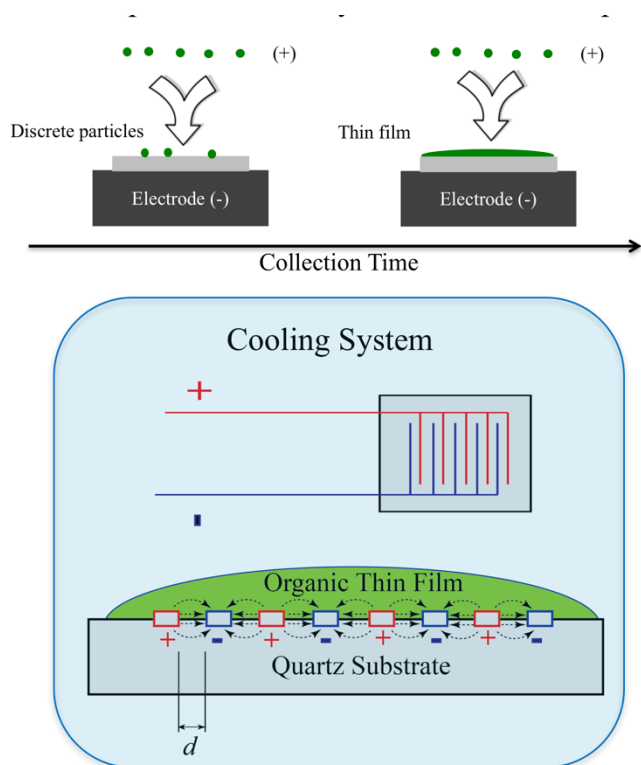 (+) (+)
Discrete particles Thin film
Electrode (-) Electrode (-)
Collection Time
Cooling System
+
-
Organic Thin Film
+ - + - + - + -
Quartz Substrate
d